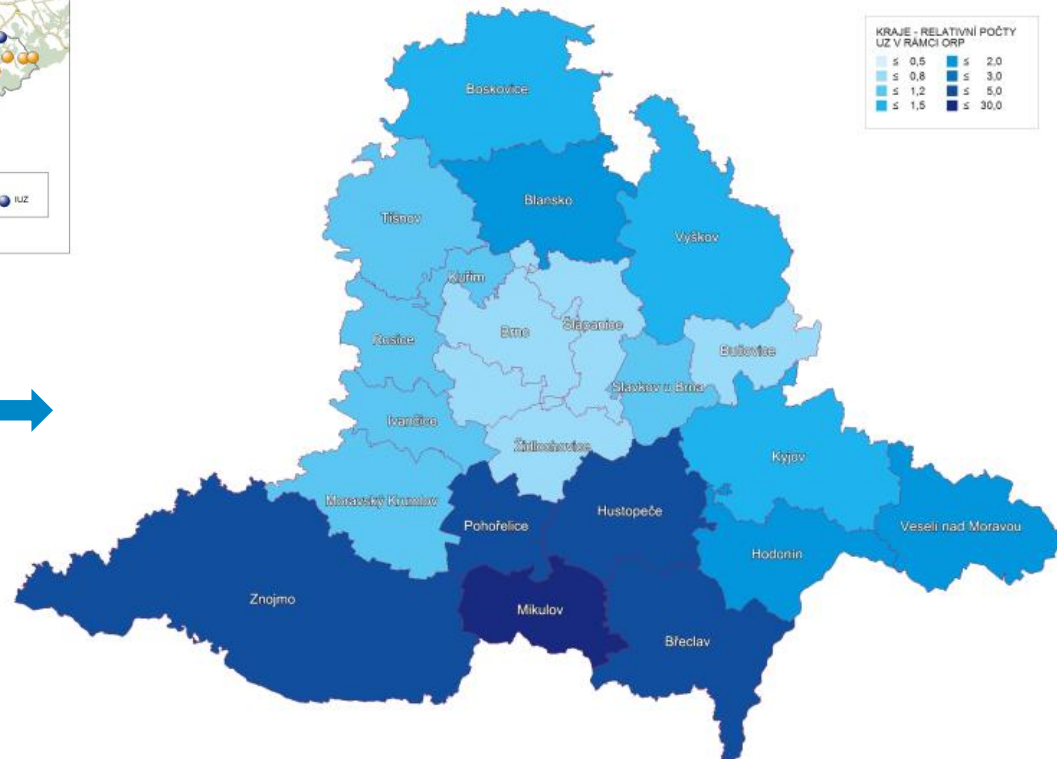 KRAJE - RELATIVNÍ POČTY
UZ V RÁMCI ORP
≤ 0,5 ≤ 2,0
≤ 0,8 ≤ 3,0
≤ 1,2 ≤ 5,0
≤ 1,5 ≤ 30,0
IUZ
Boskovice
Blansko
Tišnov
Vyškov
Kuřim
Brno
Šlapanice
Rosice
Bučovice
Slavkov u Brna
Ivančice
Židlochovice
Kyjov
Moravský Krumlov
Pohořelice
Hustopeče
Veselí nad Moravou
Hodonín
Znojmo
Mikulov
Břeclav